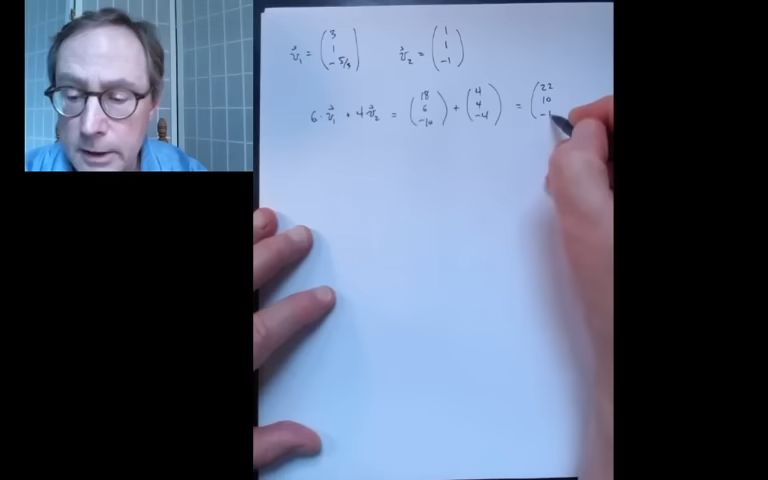 v⃗₁ = (3 1 -5/3) v⃗₂ = (1 1 -1)
6·v⃗₁ + 4·v⃗₂ = (18 6 -10) + (4 4 -4) = (22 10 -1